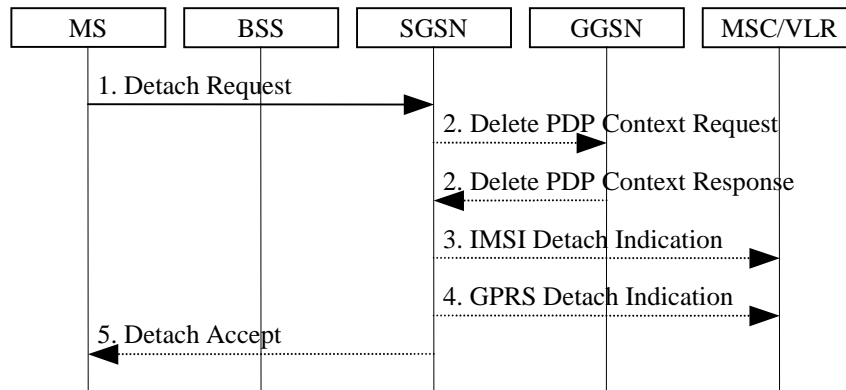 MS BSS SGSN GGSN MSC/VLR
1. Detach Request
2. Delete PDP Context Request
2. Delete PDP Context Response
3. IMSI Detach Indication
4. GPRS Detach Indication
5. Detach Accept